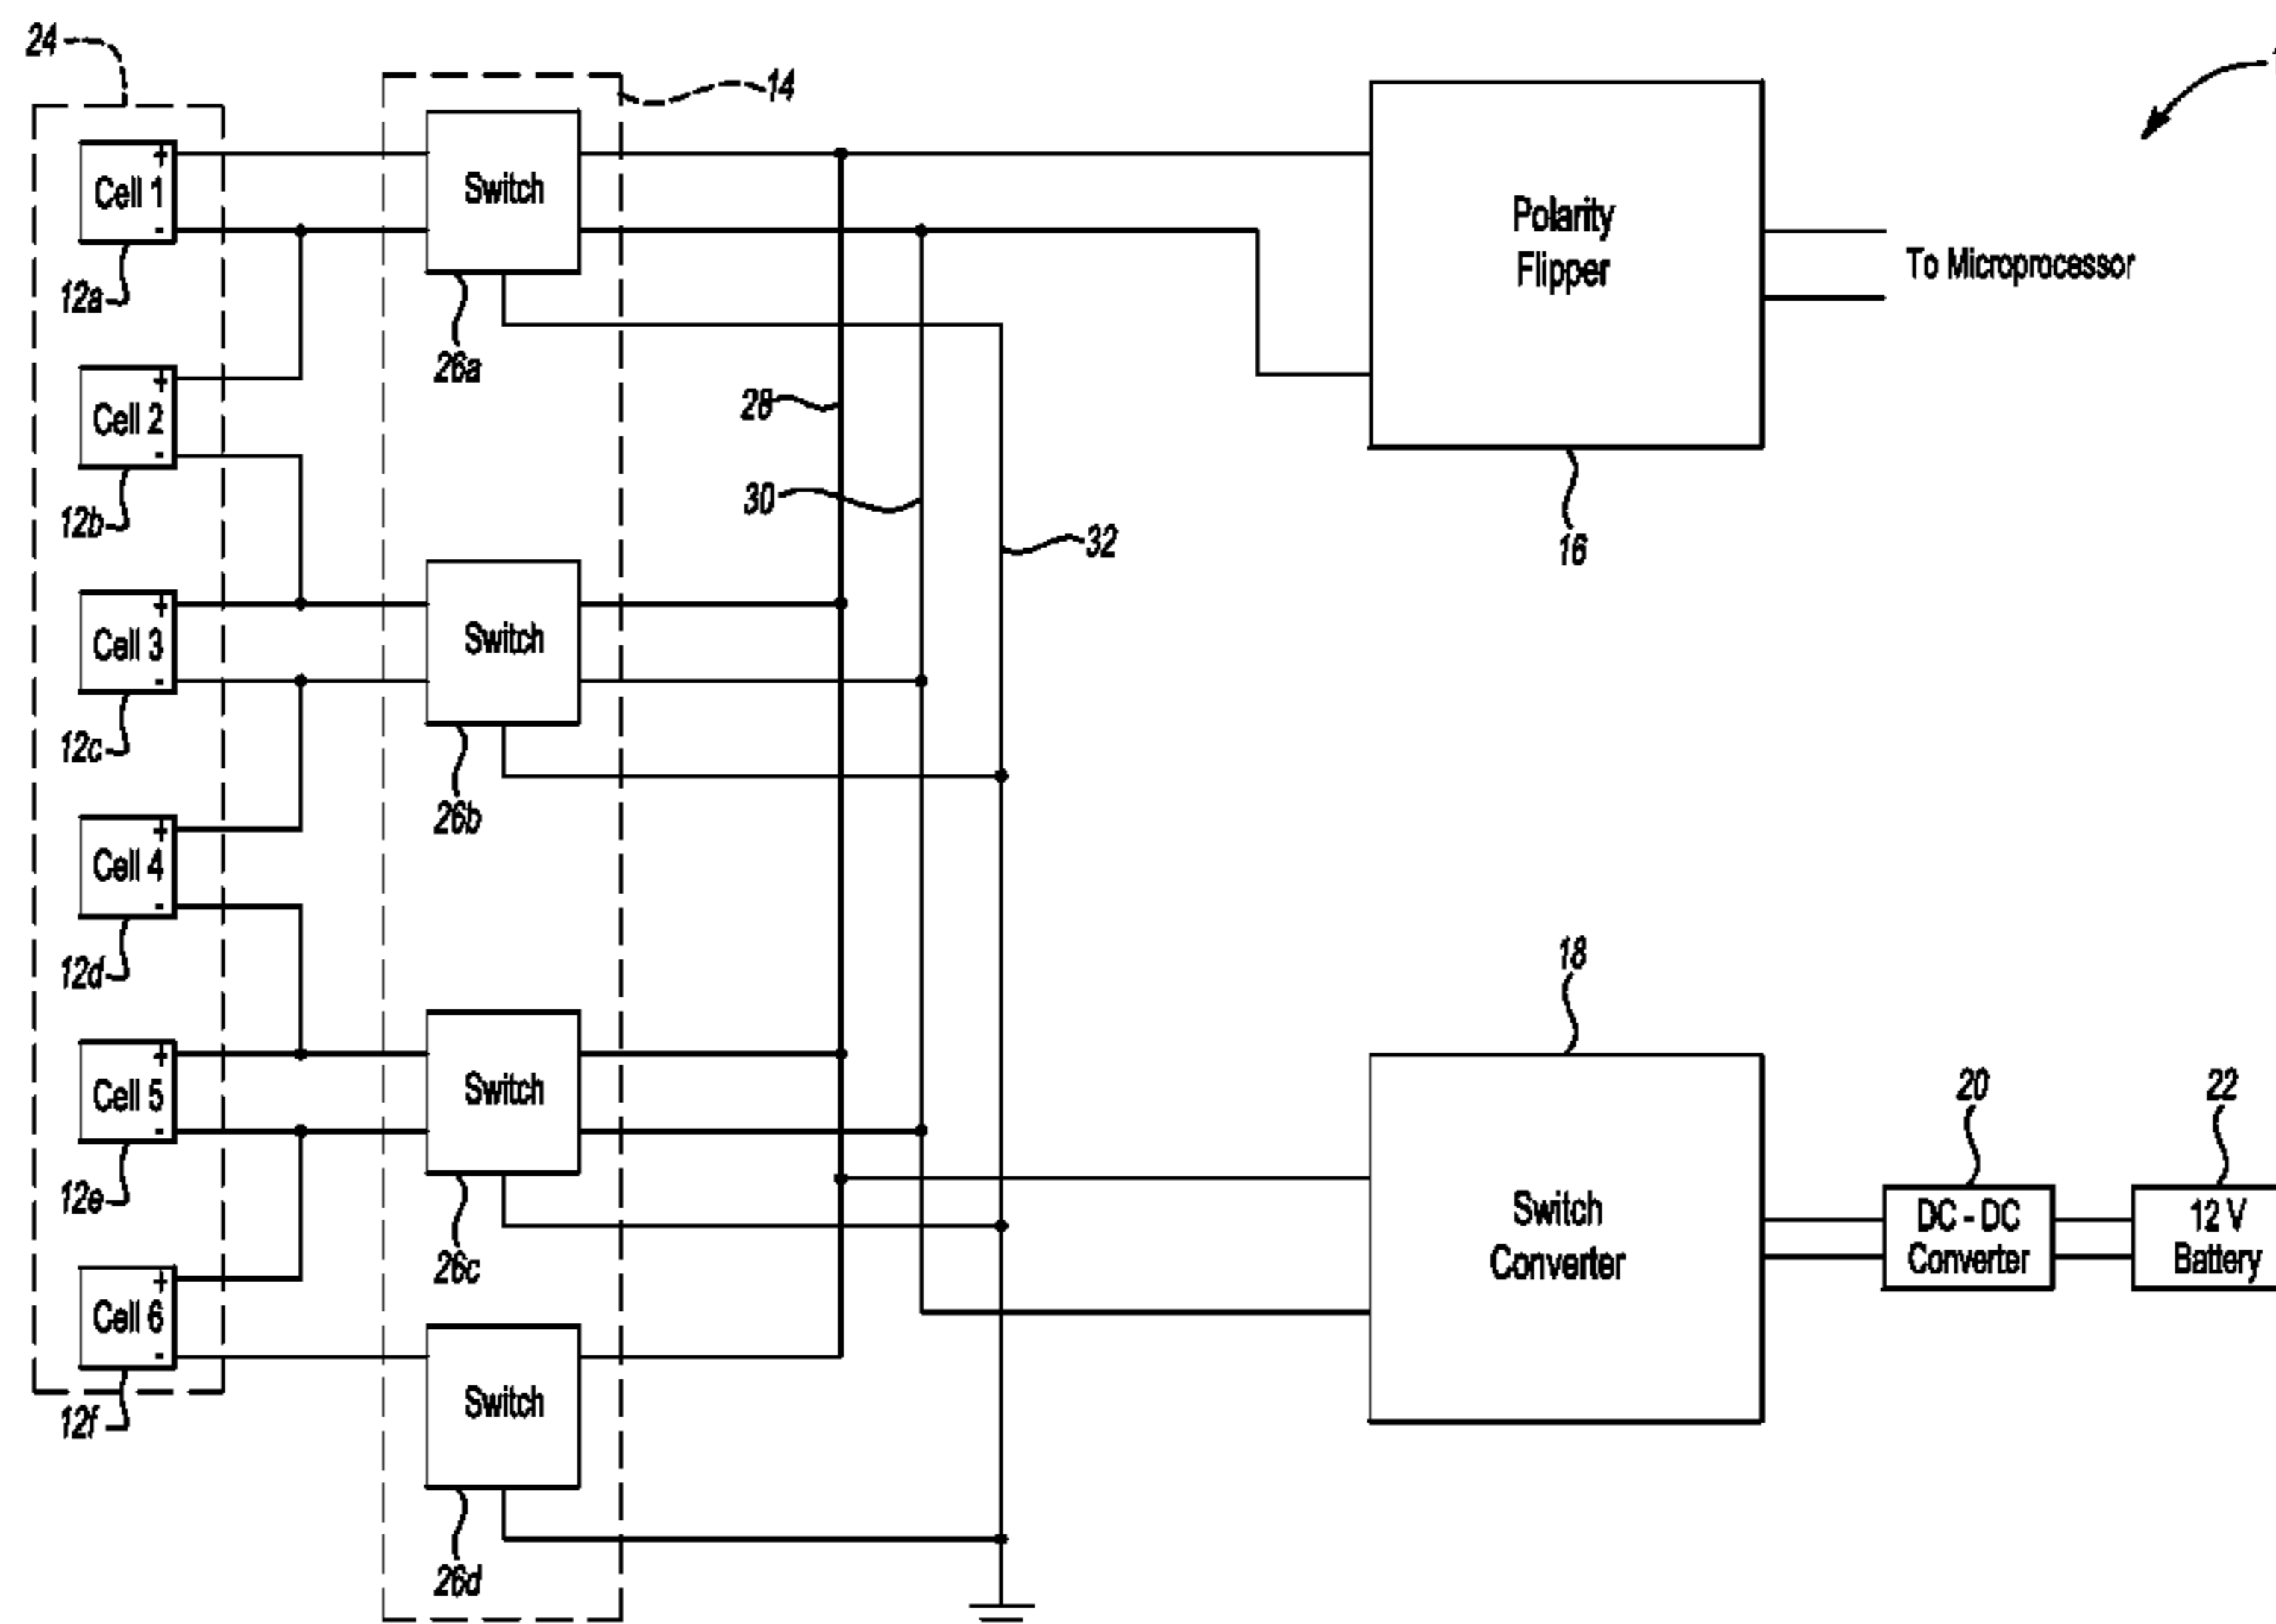 24
14
+
Cell 1
-
Switch
Polarity
Flipper
To Microprocessor
12a
26a
+
Cell 2
-
28
30
32
12b
16
+
Cell 3
-
Switch
12c
26b
+
Cell 4
-
18
12d
+
Cell 5
-
Switch
20
22
12e
26c
Switch
Converter
DC - DC
Converter
12 V
Battery
+
Cell 6
-
Switch
12f
26d